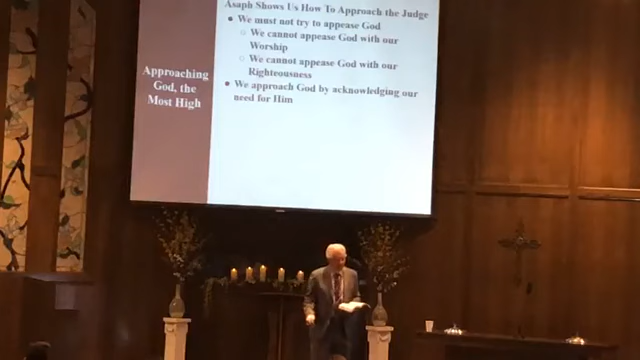 Asaph Shows Us How To Approach the Judge
• We must not try to appease God
○ We cannot appease God with our
Worship
○ We cannot appease God with our
Righteousness
• We approach God by acknowledging our
need for Him
Approaching
God, the
Most High